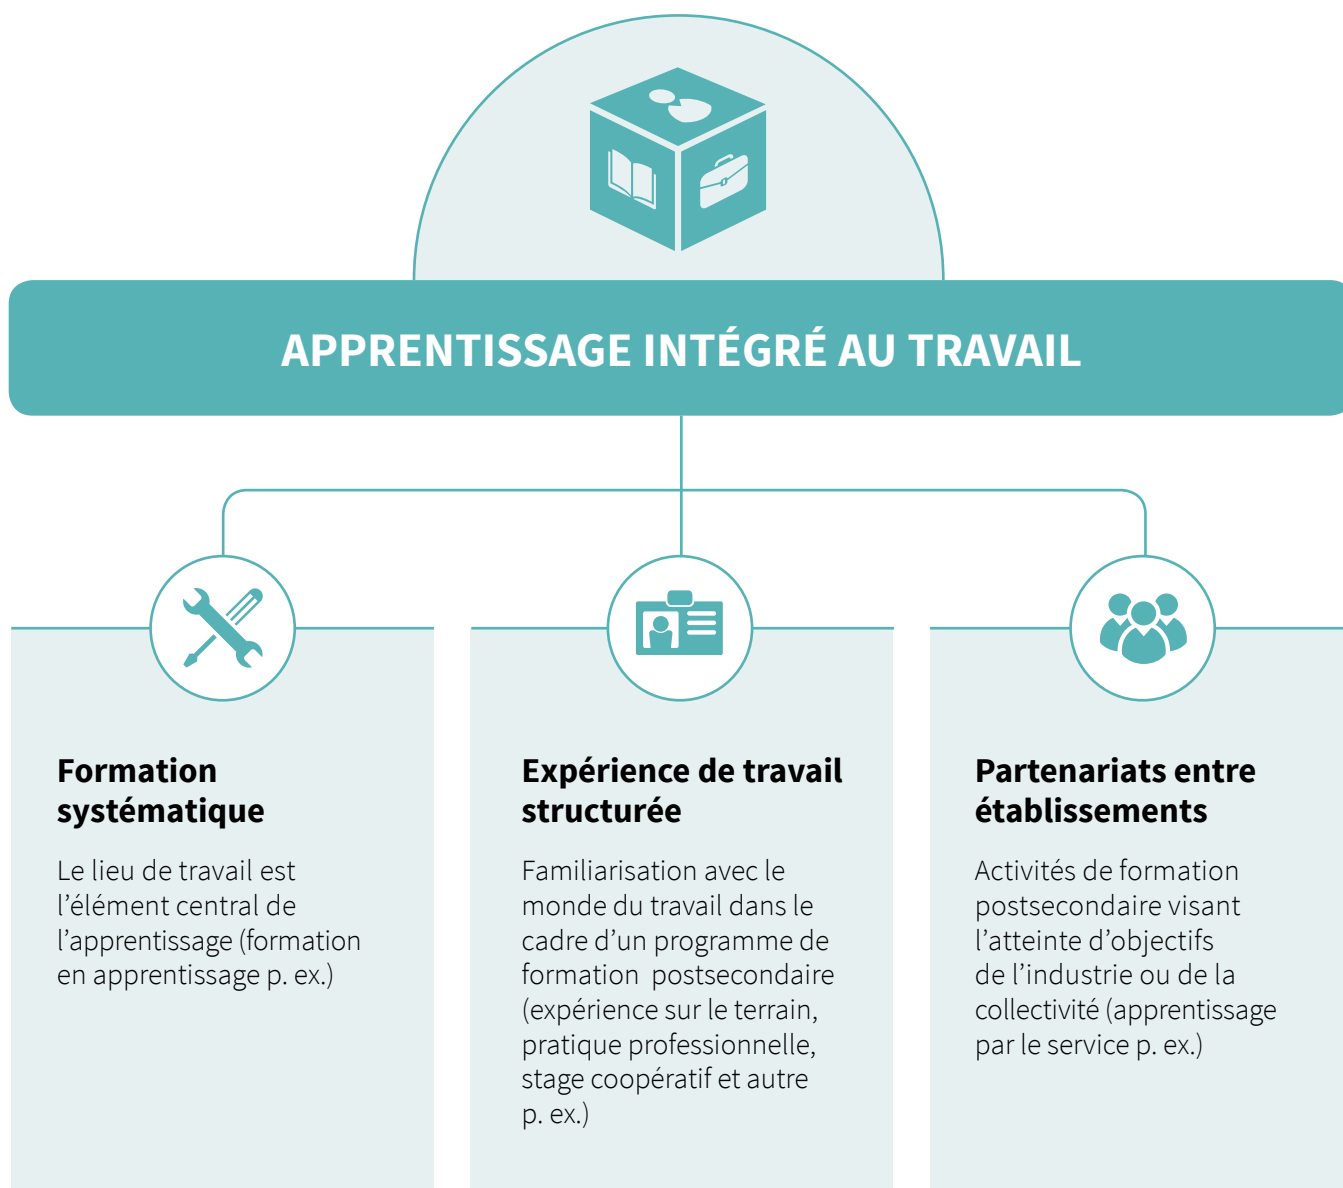 APPRENTISSAGE INTÉGRÉ AU TRAVAIL
Formation
systématique
Le lieu de travail est
l’élément central de
l’apprentissage (formation
en apprentissage p. ex.)
Expérience de travail
structurée
Familiarisation avec le
monde du travail dans le
cadre d’un programme de
formation postsecondaire
(expérience sur le terrain,
pratique professionnelle,
stage coopératif et autre
p. ex.)
Partenariats entre
établissements
Activités de formation
postsecondaire visant
l’atteinte d’objectifs
de l’industrie ou de la
collectivité (apprentissage
par le service p. ex.)